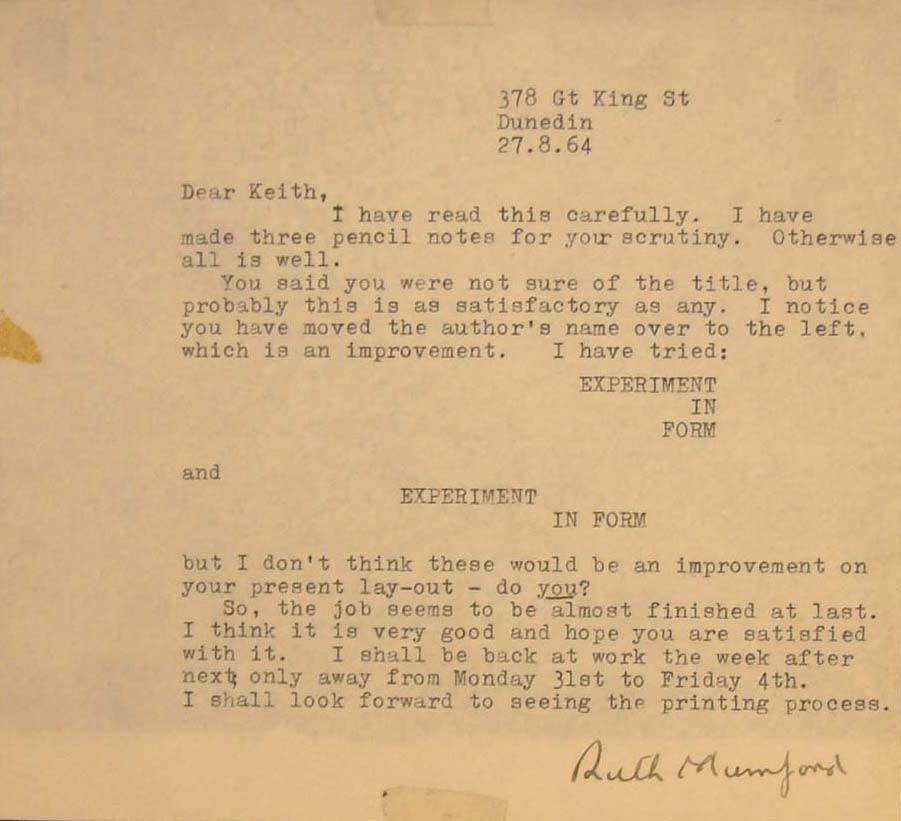 378 Gt King St
Dunedin
27.8.64
Dear Keith,
I have read this carefully. I have
made three pencil notes for your scrutiny. Otherwise
all is well.
You said you were not sure of the title, but
probably this is as satisfactory as any. I notice
you have moved the author's name over to the left,
which is an improvement. I have tried:
EXPERIMENT
IN
FORM
and
EXPERIMENT
IN FORM
but I don't think these would be an improvement on
your present lay-out - do you?
So, the job seems to be almost finished at last.
I think it is very good and hope you are satisfied
with it. I shall be back at work the week after
next, only away from Monday 31st to Friday 4th.
I shall look forward to seeing the printing process.
Ruth Mumford